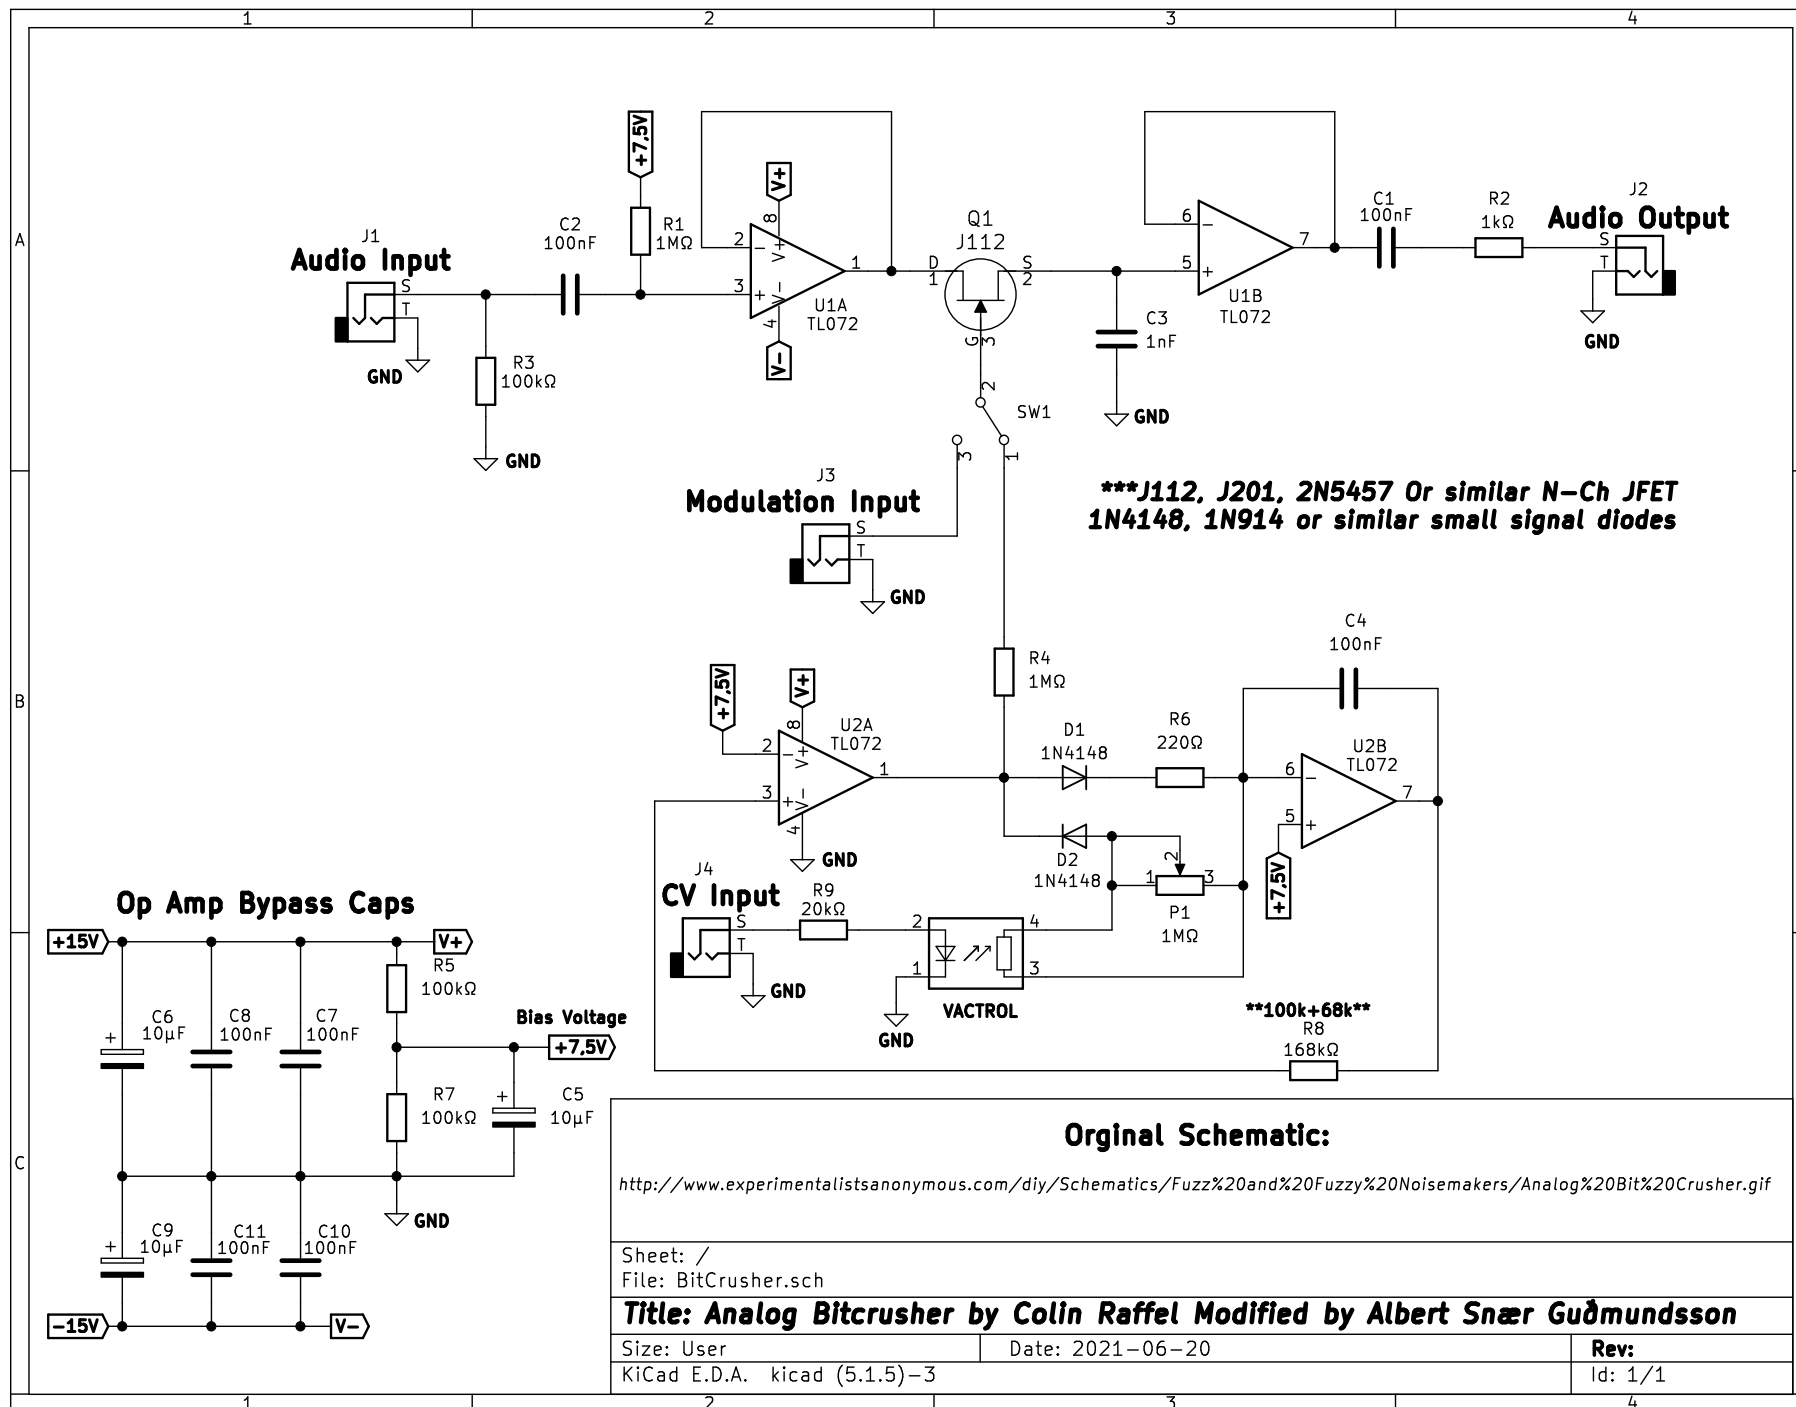 1 2 3 4
A
B
C
J1
Audio Input
S
T
GND
R3
100kΩ
GND
C2
100nF
+7,5V
R1
1MΩ
V+
8
2
3
1
4
V+
V-
U1A
TL072
V-
Q1
J112
D
1
S
2
G
3
2
SW1
3
1
C3
1nF
GND
6
5
7
U1B
TL072
C1
100nF
R2
1kΩ
J2
Audio Output
S
T
GND
J3
Modulation Input
S
T
GND
***J112, J201, 2N5457 Or similar N-Ch JFET
1N4148, 1N914 or similar small signal diodes
R4
1MΩ
+7,5V
V+
8
2
3
1
4
V+
V-
U2A
TL072
GND
D1
1N4148
R6
220Ω
D2
1N4148
1
2
3
P1
1MΩ
C4
100nF
U2B
TL072
6
5
7
+7,5V
J4
CV Input
S
T
GND
R9
20kΩ
2
1
4
3
VACTROL
GND
**100k+68k**
R8
168kΩ
Op Amp Bypass Caps
+15V
V+
R5
100kΩ
C6
10µF
C8
100nF
C7
100nF
Bias Voltage
+7,5V
R7
100kΩ
C5
10µF
GND
C9
10µF
C11
100nF
C10
100nF
-15V
V-
Orginal Schematic:
http://www.experimentalistsanonymous.com/diy/Schematics/Fuzz%20and%20Fuzzy%20Noisemakers/Analog%20Bit%20Crusher.gif
Sheet: /
File: BitCrusher.sch
Title: Analog Bitcrusher by Colin Raffel Modified by Albert Snær Guðmundsson
Size: User Date: 2021-06-20 Rev:
KiCad E.D.A. kicad (5.1.5)-3 Id: 1/1
1 2 3 4